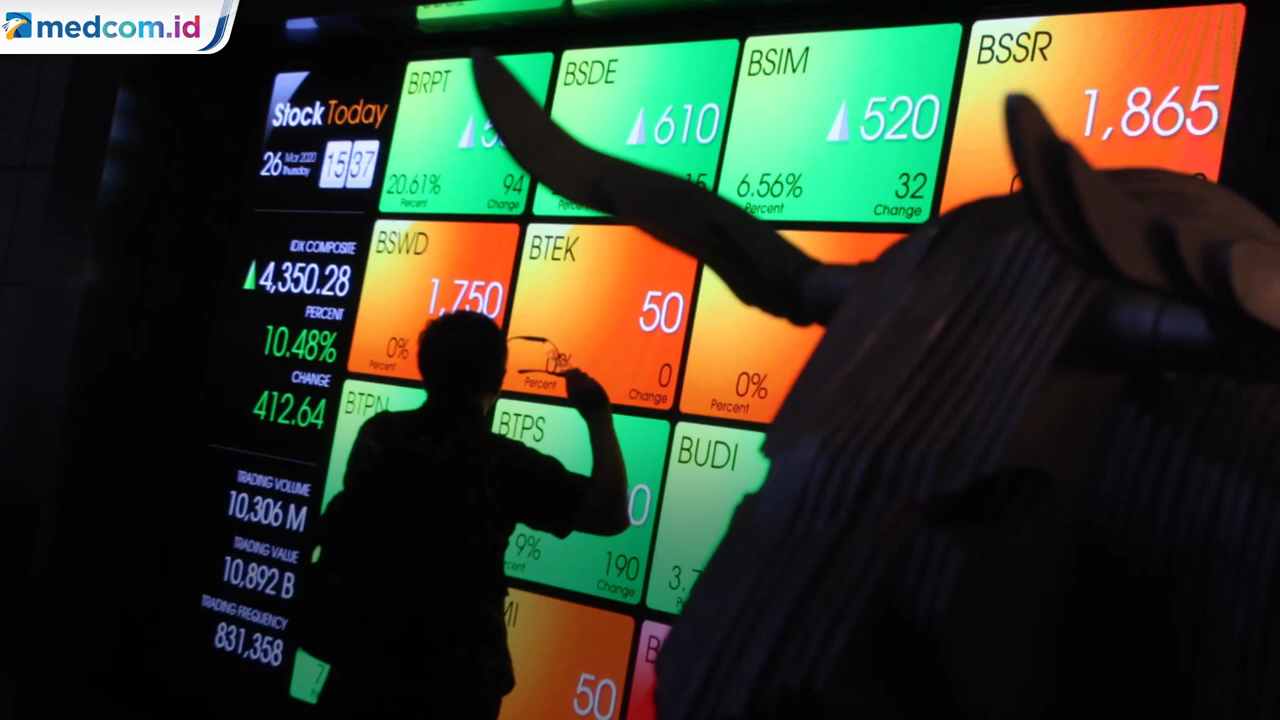 medcom.id
Stock Today
26 Mar 2020 Thursday 15 37
IDX COMPOSITE
4,350.28
PERCENT
10.48%
CHANGE
412.64
TRADING VOLUME
10,306 M
TRADING VALUE
10,892 B
TRADING FREQUENCY
831,358
BRPT
20.61% 94
Percent Change
BSDE
610
BSIM
520
6.56% 32
Percent Change
BSSR
1,865
BSWD
1,750
0%
Percent
BTEK
50
0
Percent Change
0%
Percent
BTPN
BTPS
9% 190
Change
BUDI
50